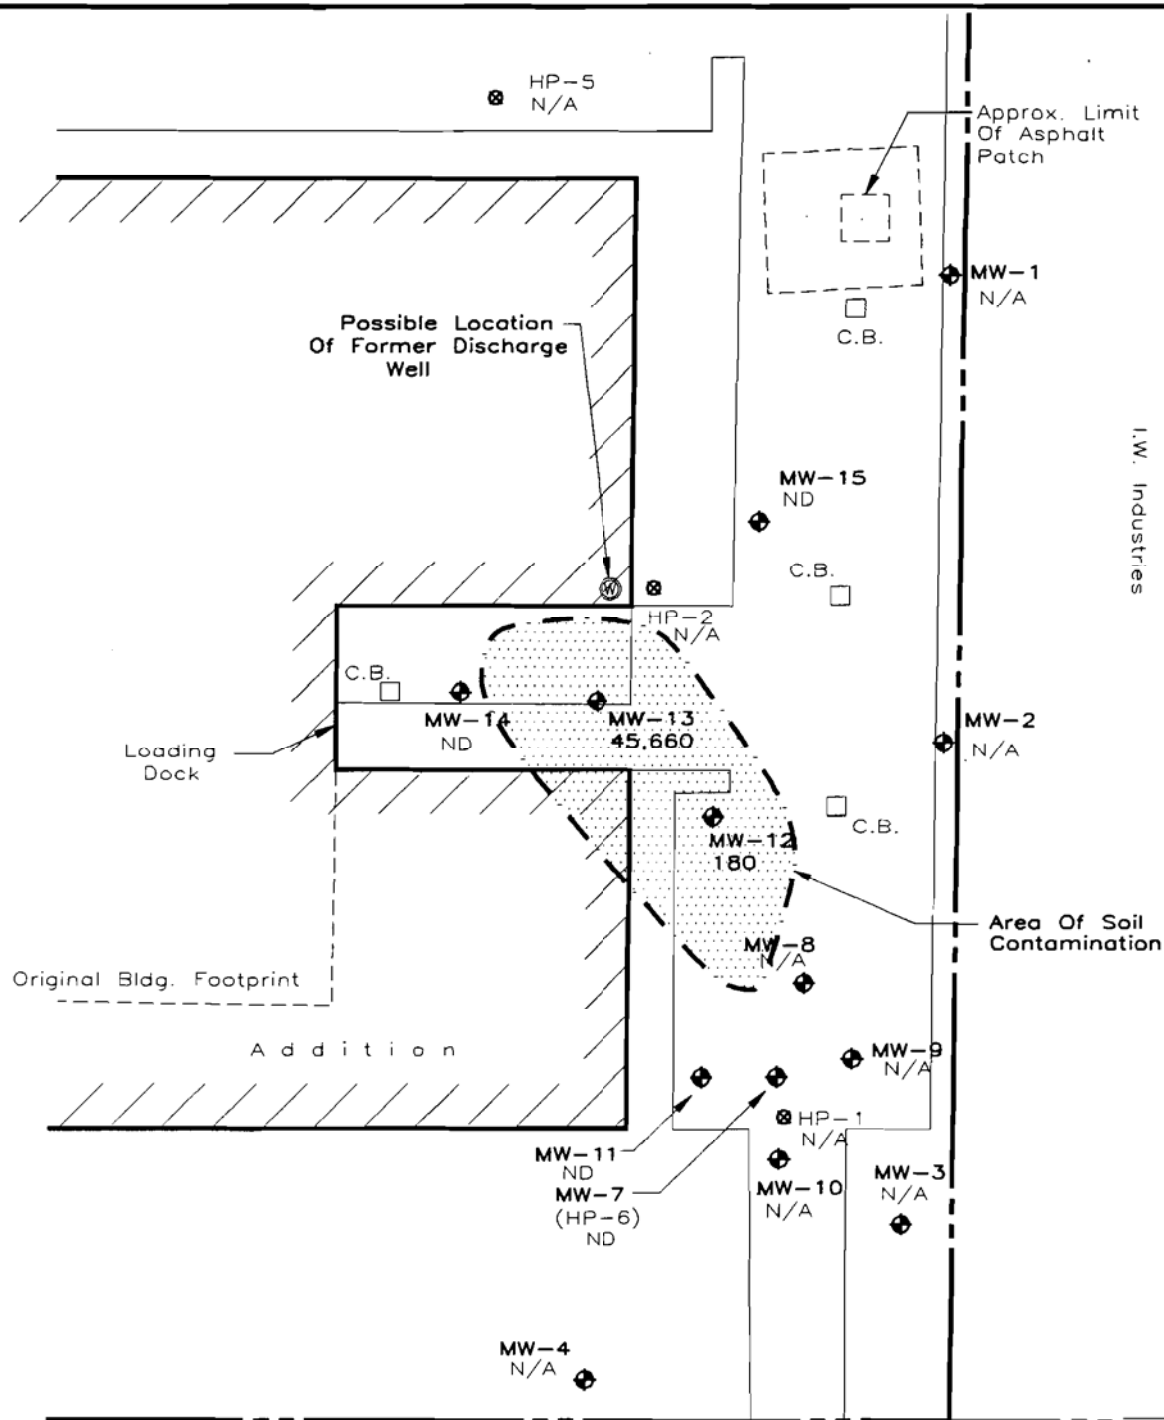 HP-5
N/A
Approx. Limit
Of Asphalt
Patch
MW-1
N/A
C.B.
Possible Location
Of Former Discharge
Well
I.W. Industries
MW-15
ND
C.B.
W
HP-2
N/A
C.B.
MW-14
ND
MW-13
45,660
MW-2
N/A
Loading
Dock
C.B.
MW-12
180
Area Of Soil
Contamination
MW-8
N/A
Original Bldg. Footprint
Addition
MW-9
N/A
HP-1
N/A
MW-11
ND
MW-7
(HP-6)
ND
MW-10
N/A
MW-3
N/A
MW-4
N/A